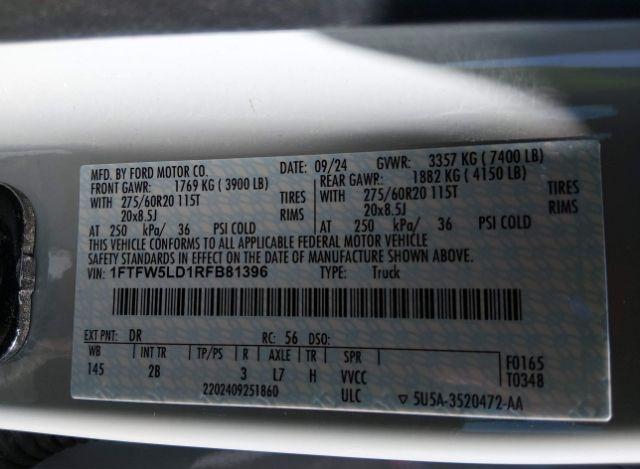 MFD. BY FORD MOTOR CO. DATE: 09/24 GVWR: 3357 KG ( 7400 LB)
FRONT GAWR: 1769 KG ( 3900 LB) REAR GAWR: 1882 KG ( 4150 LB)
WITH 275/60R20 115T TIRES WITH 275/60R20 115T TIRES
20x8.5J RIMS 20x8.5J RIMS
AT 250 kPa/ 36 PSI COLD AT 250 kPa/ 36 PSI COLD
THIS VEHICLE CONFORMS TO ALL APPLICABLE FEDERAL MOTOR VEHICLE
SAFETY STANDARDS IN EFFECT ON THE DATE OF MANUFACTURE SHOWN ABOVE.
VIN: 1FTFW5LD1RFB81396 TYPE: Truck
EXT PNT: DR RC: 56 DSO:
WB INT TR TP/PS R AXLE TR SPR F0165
145 2B 3 L7 H VVCC T0348
2202409251860 ULC 5U5A-3520472-AA